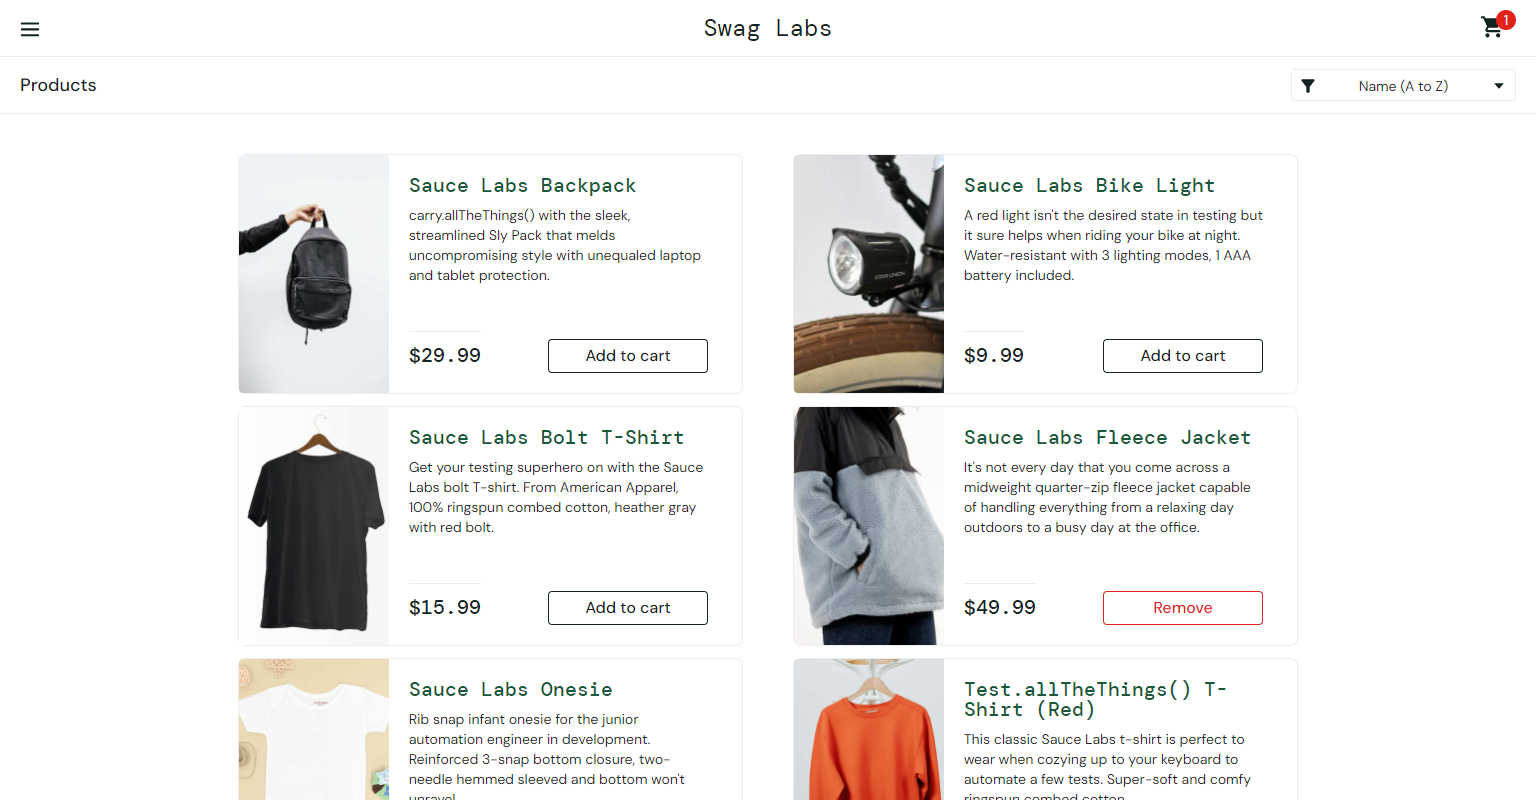 Swag Labs
1
Products
Name (A to Z)
Sauce Labs Backpack
carry.allTheThings() with the sleek,
streamlined Sly Pack that melds
uncompromising style with unequaled laptop
and tablet protection.
$29.99
Add to cart
Sauce Labs Bike Light
A red light isn't the desired state in testing but
it sure helps when riding your bike at night.
Water-resistant with 3 lighting modes, 1 AAA
battery included.
$9.99
Add to cart
Sauce Labs Bolt T-Shirt
Get your testing superhero on with the Sauce
Labs bolt T-shirt. From American Apparel,
100% ringspun combed cotton, heather gray
with red bolt.
$15.99
Add to cart
Sauce Labs Fleece Jacket
It's not every day that you come across a
midweight quarter-zip fleece jacket capable
of handling everything from a relaxing day
outdoors to a busy day at the office.
$49.99
Remove
Sauce Labs Onesie
Rib snap infant onesie for the junior
automation engineer in development.
Reinforced 3-snap bottom closure, two-
needle hemmed sleeved and bottom won't
unravel.
Test.allTheThings() T-
Shirt (Red)
This classic Sauce Labs t-shirt is perfect to
wear when cozying up to your keyboard to
automate a few tests. Super-soft and comfy
ringspun combed cotton.